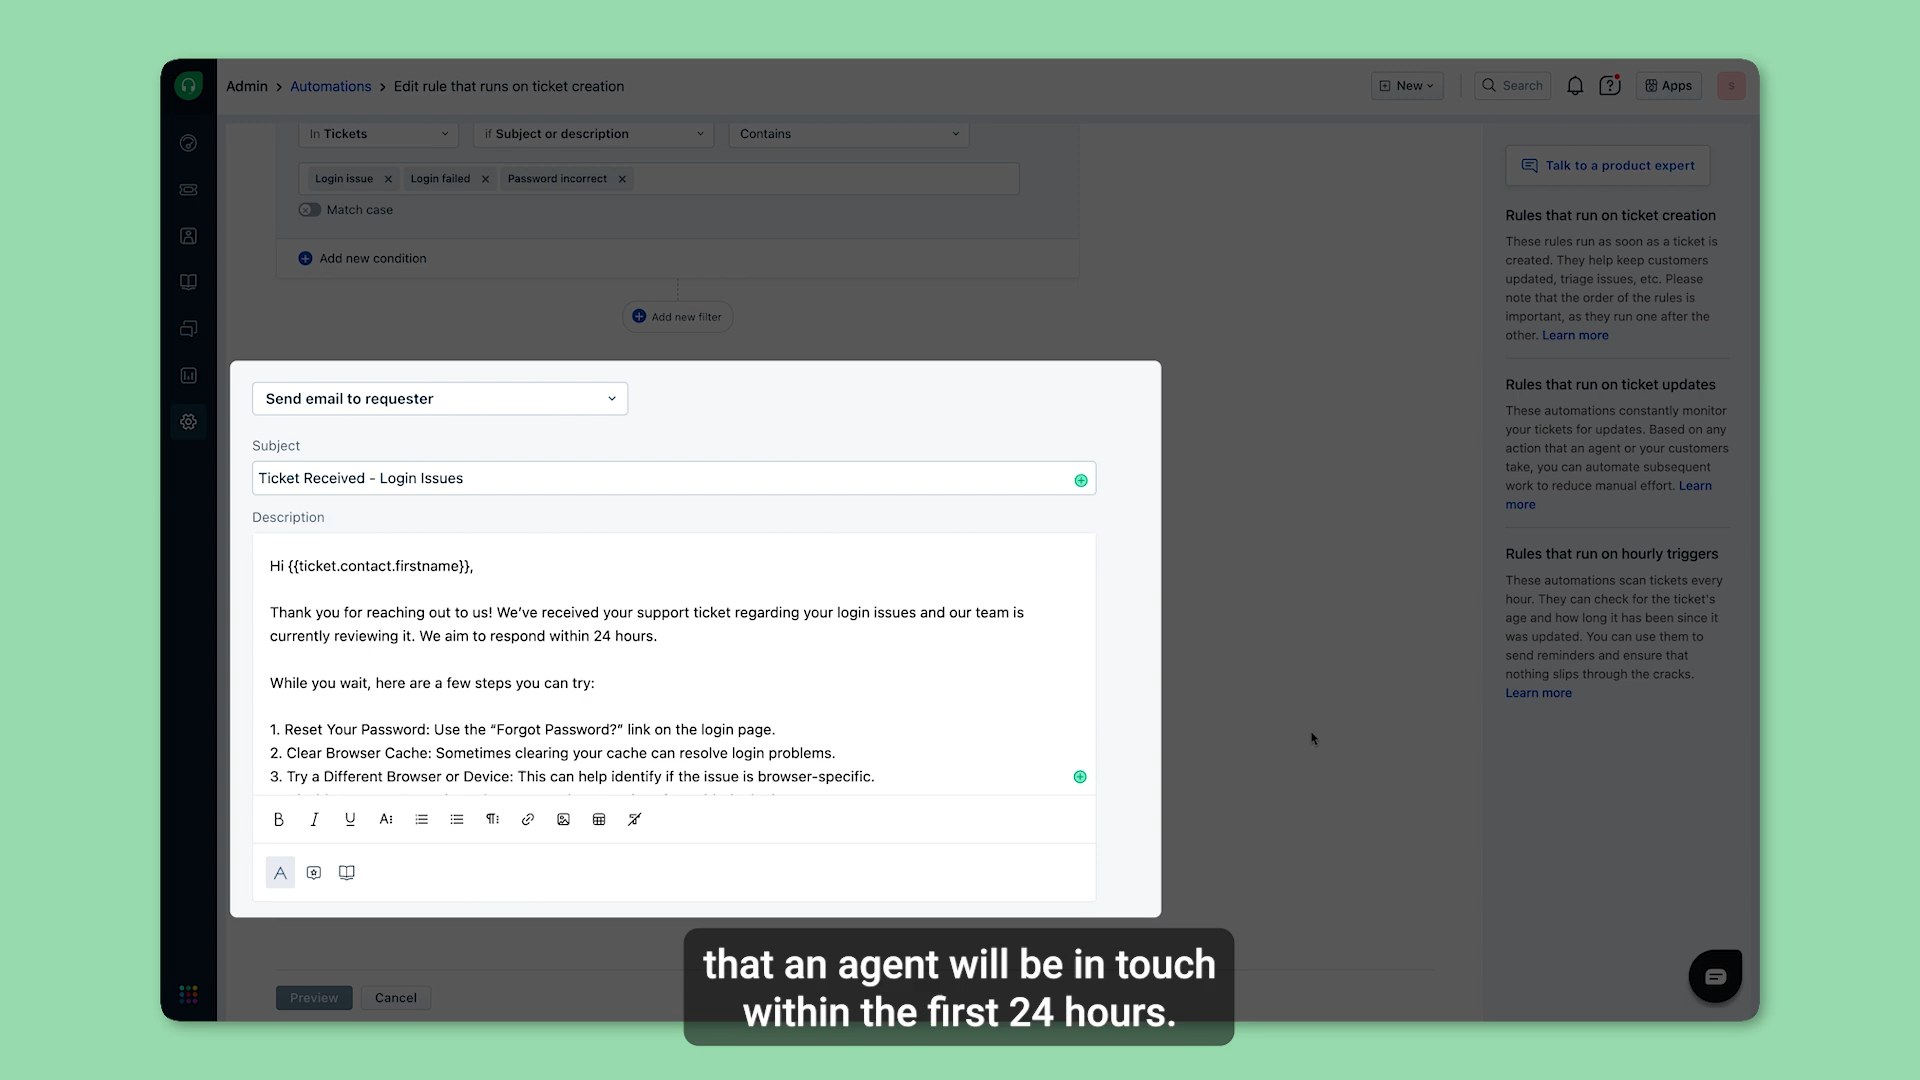 Admin > Automations > Edit rule that runs on ticket creation
New
Search
Apps
S
In Tickets
if Subject or description
Contains
Login issue
Login failed
Password incorrect
Match case
Add new condition
Add new filter
Send email to requester
Subject
Ticket Received - Login Issues
Description
Hi {{ticket.contact.firstname}},
Thank you for reaching out to us! We’ve received your support ticket regarding your login issues and our team is
currently reviewing it. We aim to respond within 24 hours.
While you wait, here are a few steps you can try:
1. Reset Your Password: Use the “Forgot Password?” link on the login page.
2. Clear Browser Cache: Sometimes clearing your cache can resolve login problems.
3. Try a Different Browser or Device: This can help identify if the issue is browser-specific.
Preview
Cancel
Talk to a product expert
Rules that run on ticket creation
These rules run as soon as a ticket is
created. They help keep customers
updated, triage issues, etc. Please
note that the order of the rules is
important, as they run one after the
other. Learn more
Rules that run on ticket updates
These automations constantly monitor
your tickets for updates. Based on any
action that an agent or your customers
take, you can automate subsequent
work to reduce manual effort. Learn
more
Rules that run on hourly triggers
These automations scan tickets every
hour. They can check for the ticket's
age and how long it has been since it
was updated. You can use them to
send reminders and ensure that
nothing slips through the cracks.
Learn more
that an agent will be in touch
within the first 24 hours.